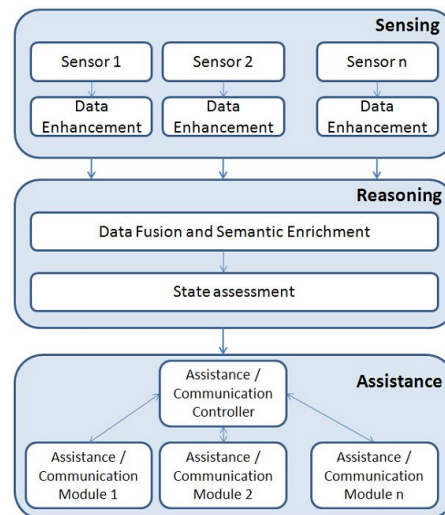 Sensing
Sensor 1
Sensor 2
Sensor n
Data
Enhancement
Data
Enhancement
Data
Enhancement
Reasoning
Data Fusion and Semantic Enrichment
State assessment
Assistance
Assistance /
Communication
Controller
Assistance /
Communication
Module 1
Assistance /
Communication
Module 2
Assistance /
Communication
Module n